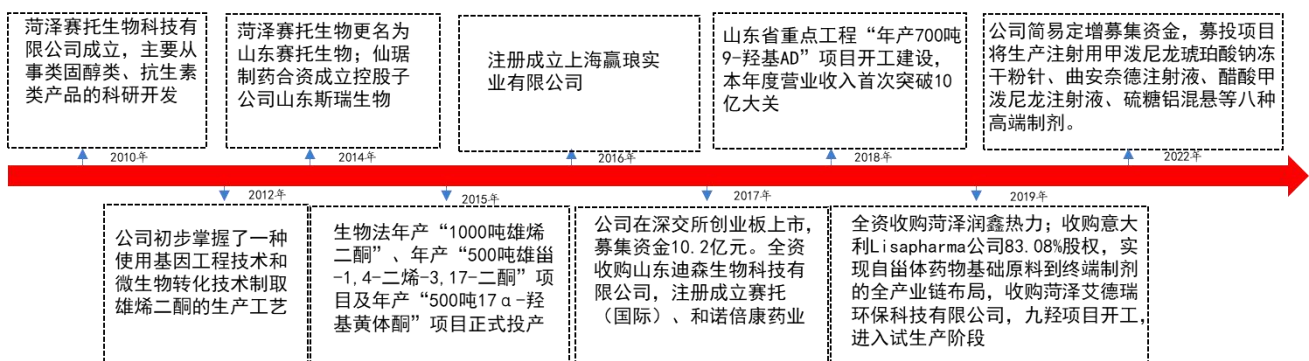 菏泽赛托生物科技有
限公司成立，主要从
事类固醇类、抗生素
类产品的科研开发
菏泽赛托生物更名为
山东赛托生物；仙琚
制药合资成立控股子
公司山东斯瑞生物
注册成立上海赢琅实
业有限公司
山东省重点工程“年产700吨
9-羟基AD”项目开工建设，
本年度营业收入首次突破10
亿大关
公司简易定增募集资金，募投项目
将生产注射用甲泼尼龙琥珀酸钠冻
干粉针、曲安奈德注射液、醋酸甲
泼尼龙注射液、硫糖铝混悬等八种
高端制剂。
2010年
2014年
2016年
2018年
2022年
2012年
2015年
2017年
2019年
公司初步掌握了一种
使用基因工程技术和
微生物转化技术制取
雄烯二酮的生产工艺
生物法年产“1000吨雄烯
二酮”、年产“500吨雄甾
-1,4-二烯-3,17-二酮”项
目及年产“500吨17α-羟
基黄体酮”项目正式投产
公司在深交所创业板上市，
募集资金10.2亿元。全资
收购山东迪森生物科技有
限公司，注册成立赛托
（国际）、和诺倍康药业
全资收购菏泽润鑫热力；收购意大
利Lisapharma公司83.08%股权，实
现自甾体药物基础原料到终端制剂
的全产业链布局，收购菏泽艾德瑞
环保科技有限公司，九羟项目开工，
进入试生产阶段